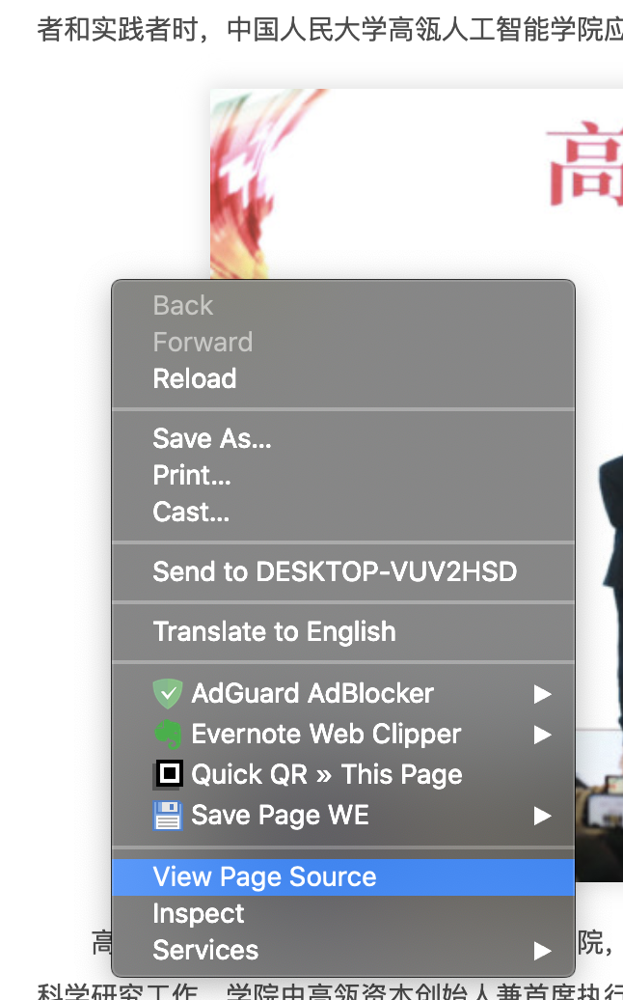 者和实践者时，中国人民大学高瓴人工智能学院应
高
Back
Forward
Reload
Save As...
Print...
Cast...
Send to DESKTOP-VUV2HSD
Translate to English
AdGuard AdBlocker
Evernote Web Clipper
Quick QR » This Page
Save Page WE
View Page Source
Inspect
Services
高
院，
科学研究工作。学院由高瓴资本创始人兼首席执行